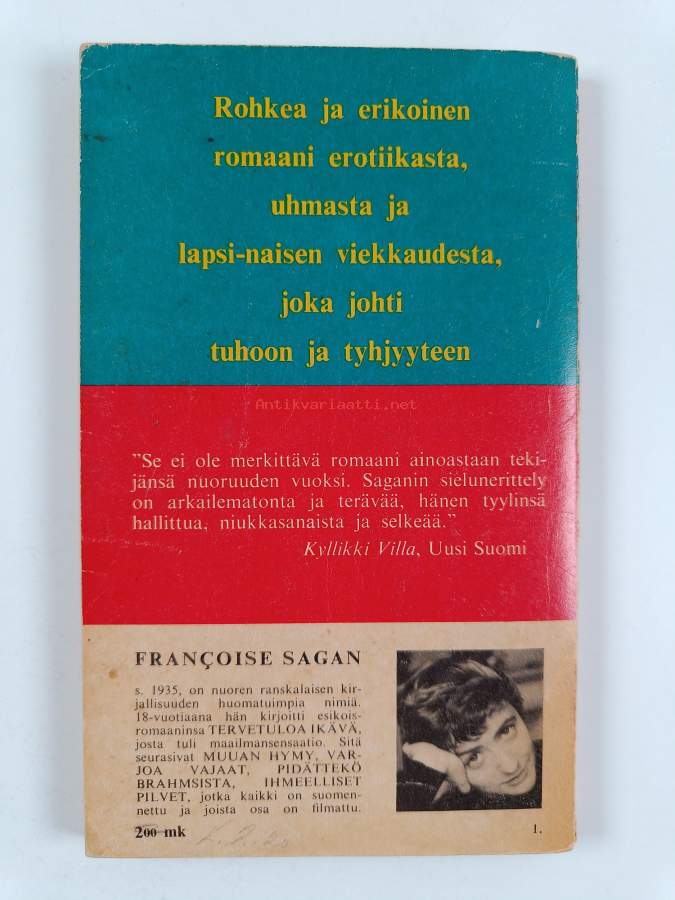 Rohkea ja erikoinen
romaani erotiikasta,
uhmasta ja
lapsi-naisen viekkaudesta,
joka johti
tuhoon ja tyhjyyteen
Antikvariaatti.net
"Se ei ole merkittävä romaani ainoastaan teki-
jänsä nuoruuden vuoksi. Saganin sielunerittely
on arkailematonta ja terävää, hänen tyylinsä
hallittua, niukkasanaista ja selkeää."
Kyllikki Villa, Uusi Suomi
FRANÇOISE SAGAN
s. 1935, on nuoren ranskalaisen kir-
jallisuuden huomatuimpia nimiä.
18-vuotiaana hän kirjoitti esikois-
romaaninsa TERVETULOA IKÄVÄ,
josta tuli maailmansensaatio. Sitä
seurasivat MUUAN HYMY, VAR-
JOA VAJAAT, PIDÄTTEKÖ
BRAHMSISTA, IHMEELLISET
PILVET, jotka kaikki on suomen-
nettu ja joista osa on filmattu.
200 mk
1.